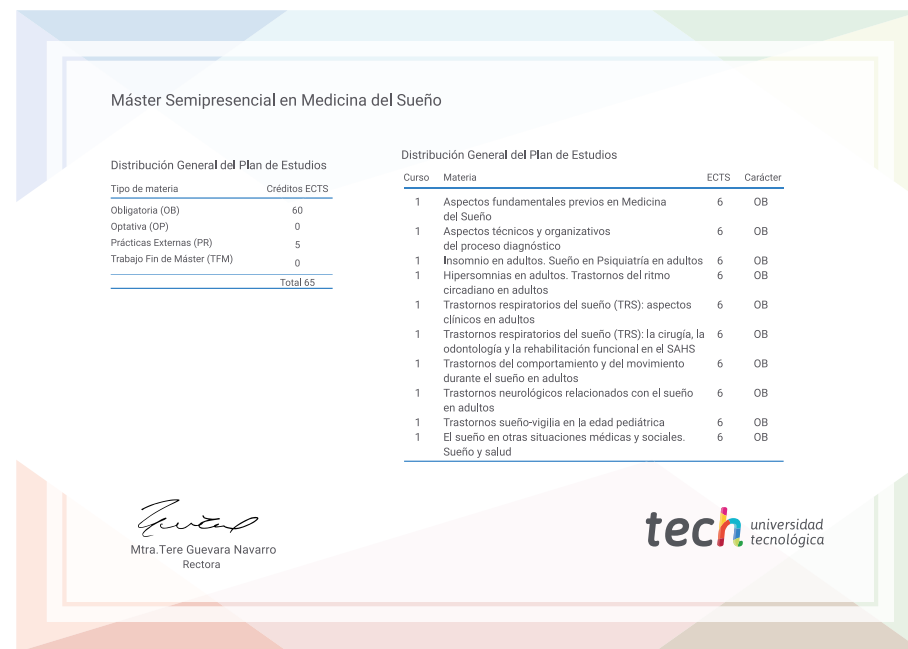 Máster Semipresencial en Medicina del Sueño
Distribución General del Plan de Estudios
Tipo de materia Créditos ECTS
Obligatoria (OB) 60
Optativa (OP) 0
Prácticas Externas (PR) 5
Trabajo Fin de Máster (TFM) 0
Total 65
Distribución General del Plan de Estudios
Curso Materia ECTS Carácter
1 Aspectos fundamentales previos en Medicina 6 OB
del Sueño
1 Aspectos técnicos y organizativos 6 OB
del proceso diagnóstico
1 Insomnio en adultos. Sueño en Psiquiatría en adultos 6 OB
1 Hipersomnias en adultos. Trastornos del ritmo 6 OB
circadiano en adultos
1 Trastornos respiratorios del sueño (TRS): aspectos 6 OB
clínicos en adultos
1 Trastornos respiratorios del sueño (TRS): la cirugía, la 6 OB
odontología y la rehabilitación funcional en el SAHS
1 Trastornos del comportamiento y del movimiento 6 OB
durante el sueño en adultos
1 Trastornos neurológicos relacionados con el sueño 6 OB
en adultos
1 Trastornos sueño-vigilia en la edad pediátrica 6 OB
1 El sueño en otras situaciones médicas y sociales. 6 OB
Sueño y salud
Mtra.Tere Guevara Navarro
Rectora
tech universidad
tecnológica